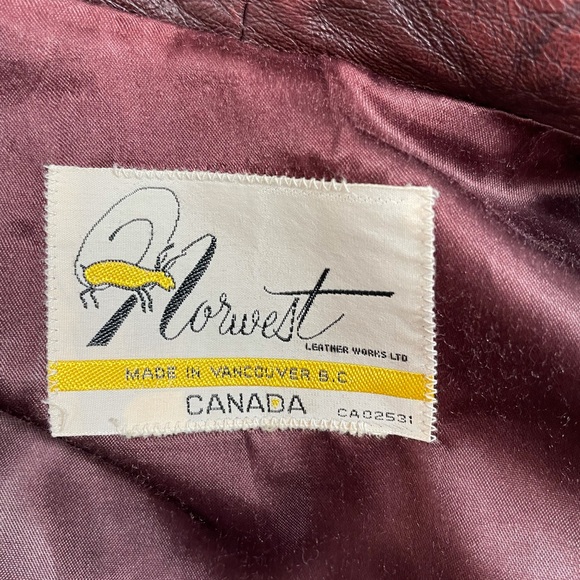 Norwest
LEATHER WORKS LTD
MADE IN VANCOUVER B.C
CANADA CA02531